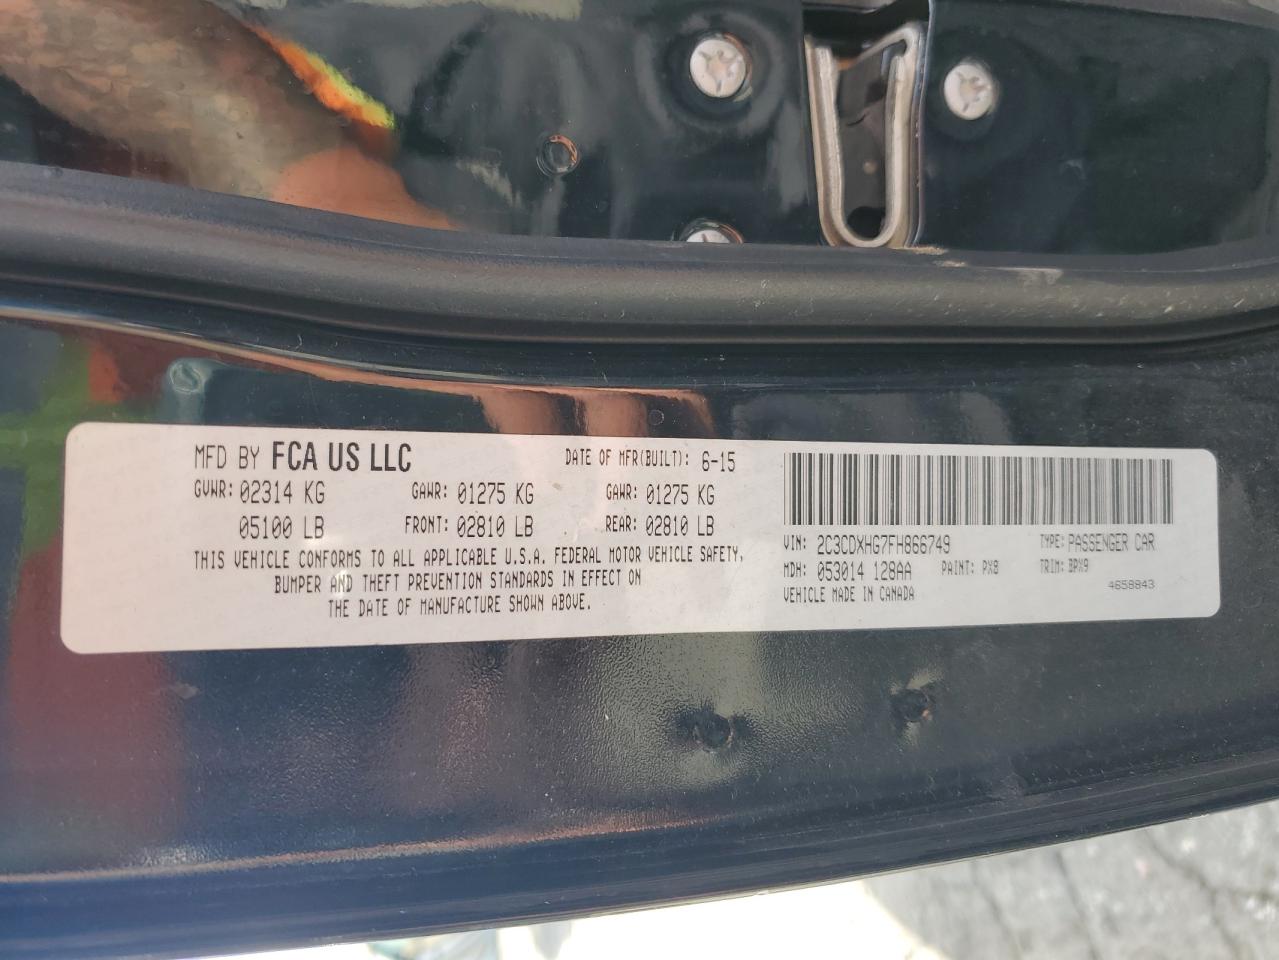 MFD BY FCA US LLC DATE OF MFR(BUILT): 6-15
GVWR: 02314 KG GAWR: 01275 KG GAWR: 01275 KG
05100 LB FRONT: 02810 LB REAR: 02810 LB
THIS VEHICLE CONFORMS TO ALL APPLICABLE U.S.A. FEDERAL MOTOR VEHICLE SAFETY,
BUMPER AND THEFT PREVENTION STANDARDS IN EFFECT ON
THE DATE OF MANUFACTURE SHOWN ABOVE.
VIN: 2C3CDXHG7FH866749 TYPE: PASSENGER CAR
MDH: 053014 128AA PAINT: PX8 TRIM: BPX9
VEHICLE MADE IN CANADA 4658843